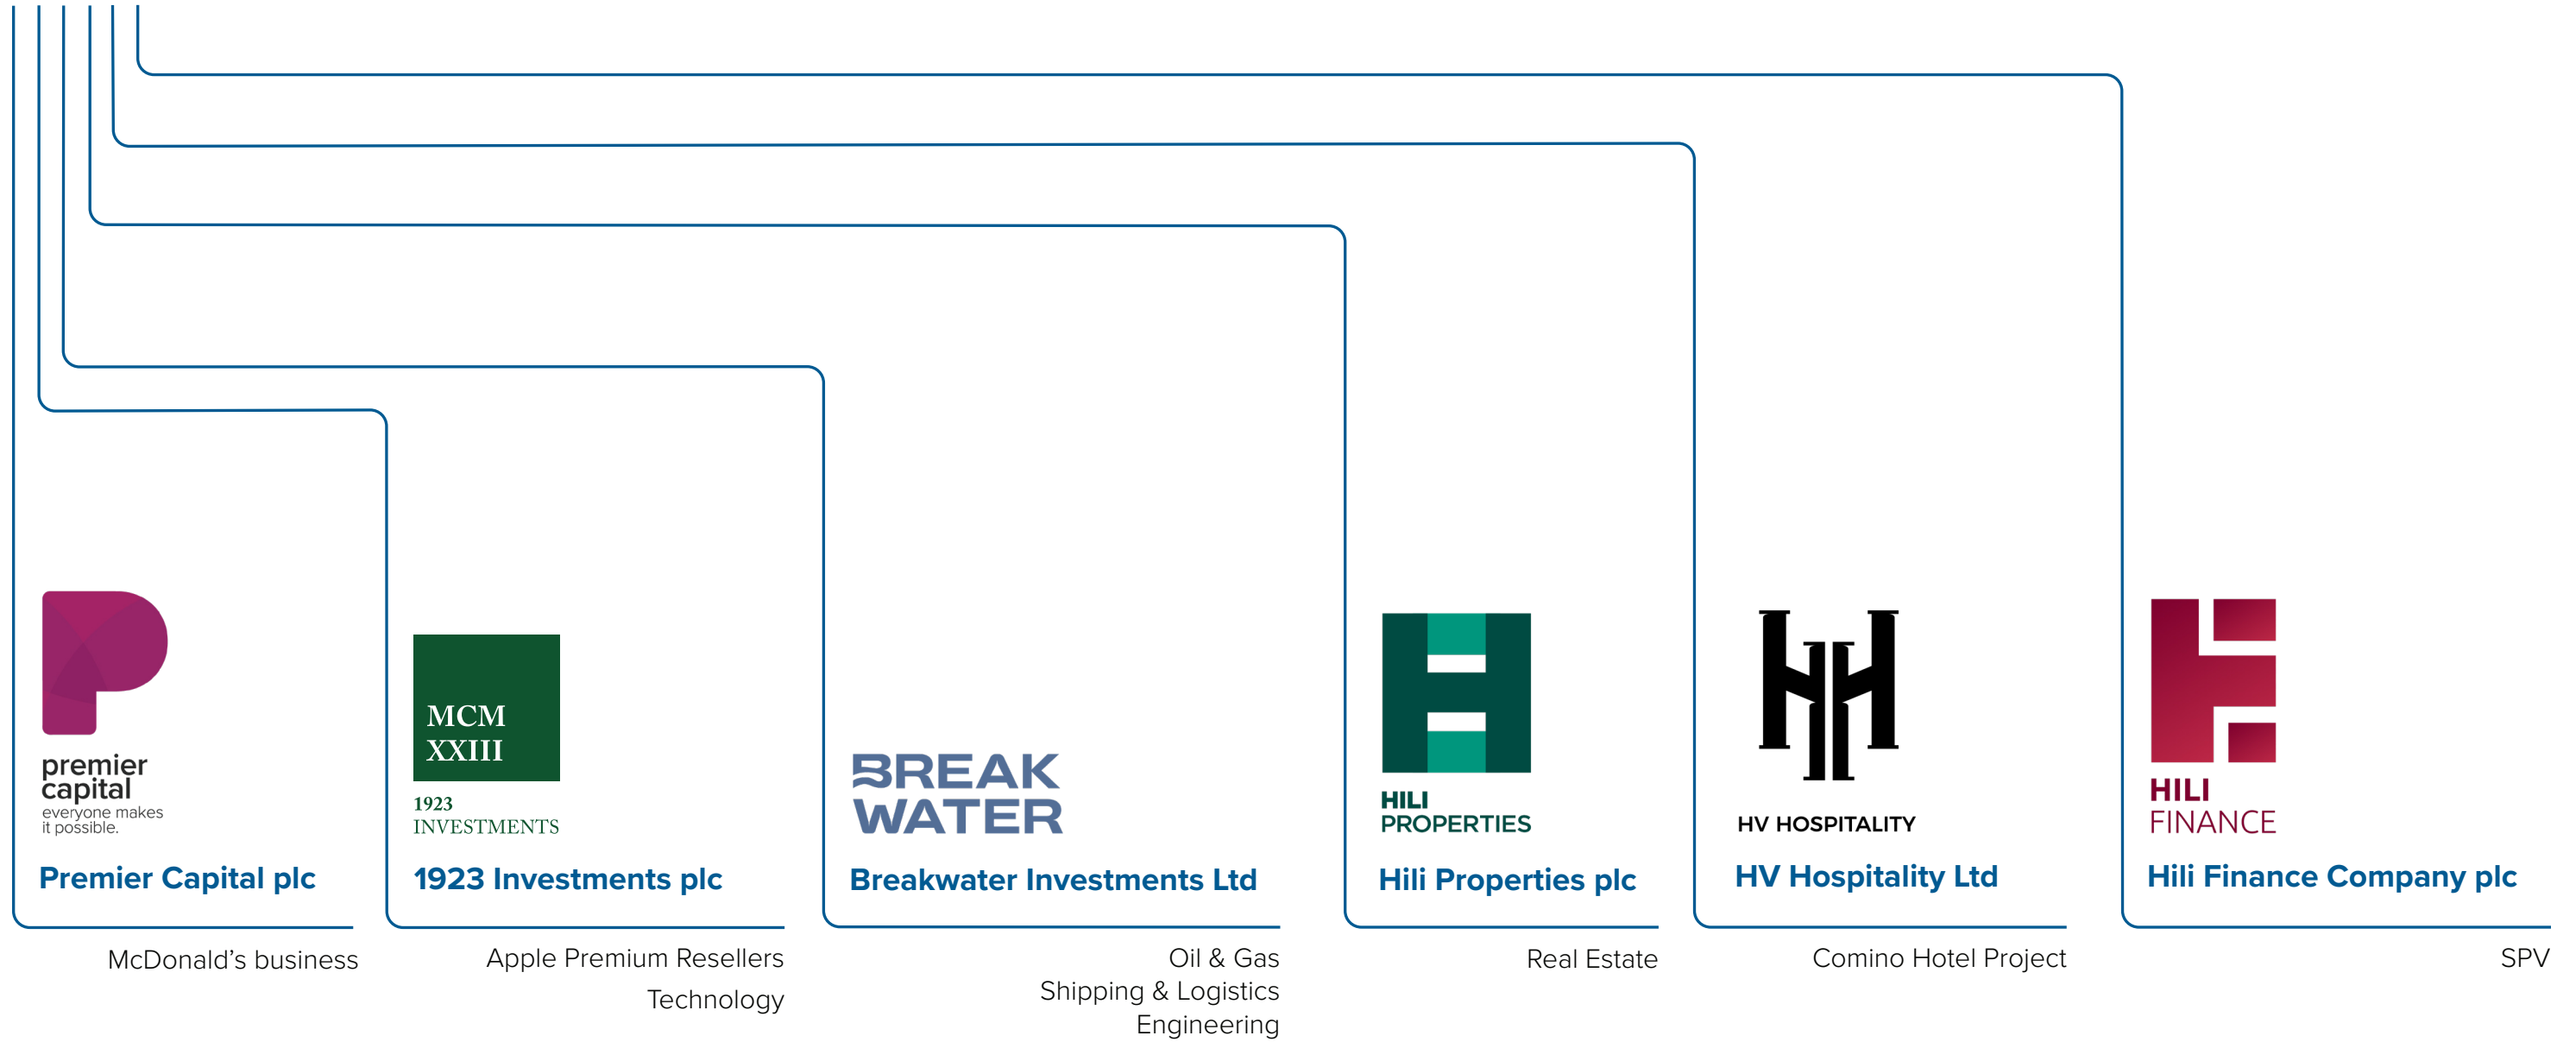 premier
capital
everyone makes
it possible.
Premier Capital plc
McDonald’s business
MCM
XXIII
1923
INVESTMENTS
1923 Investments plc
Apple Premium Resellers
Technology
BREAK
WATER
Breakwater Investments Ltd
Oil & Gas
Shipping & Logistics
Engineering
HILI
PROPERTIES
Hili Properties plc
Real Estate
HV HOSPITALITY
HV Hospitality Ltd
Comino Hotel Project
HILI
FINANCE
Hili Finance Company plc
SPV